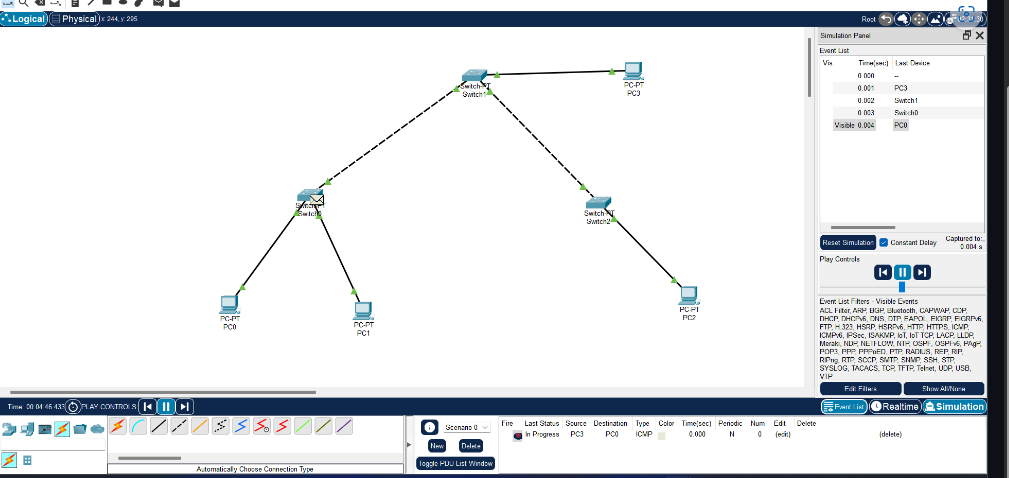 Logical Physical x: 244, y: 295 Root
Simulation Panel
Event List
Vis. Time(sec) Last Device
0.000 --
0.001 PC3
0.002 Switch1
0.003 Switch0
Visible 0.004 PC0
Reset Simulation Constant Delay Captured to:
0.004 s
Play Controls
Event List Filters - Visible Events
ACL Filter, ARP, BGP, Bluetooth, CAPWAP, CDP,
DHCP, DHCPv6, DNS, DTP, EAPOL, EIGRP, EIGRPv6,
FTP, H.323, HSRP, HSRPv6, HTTP, HTTPS, ICMP,
ICMPv6, IPSec, ISAKMP, IoT, IoT TCP, LACP, LLDP,
Meraki, NDP, NETFLOW, NTP, OSPF, OSPFv6, PAgP,
POP3, PPP, PPPoED, PTP, RADIUS, REP, RIP,
RIPng, RTP, SCCP, SMTP, SNMP, SSH, STP,
SYSLOG, TACACS, TCP, TFTP, Telnet, UDP, USB,
VTP
Edit Filters Show All/None
Event List Realtime Simulation
Switch-PT
Switch1
PC-PT
PC3
Switch0
Switch-PT
Switch2
PC-PT
PC0
PC-PT
PC1
PC-PT
PC2
Time: 00:04:46.433 PLAY CONTROLS
Automatically Choose Connection Type
Scenario 0
New Delete
Toggle PDU List Window
Fire Last Status Source Destination Type Color Time(sec) Periodic Num Edit Delete
In Progress PC3 PC0 ICMP 0.000 N 0 (edit) (delete)